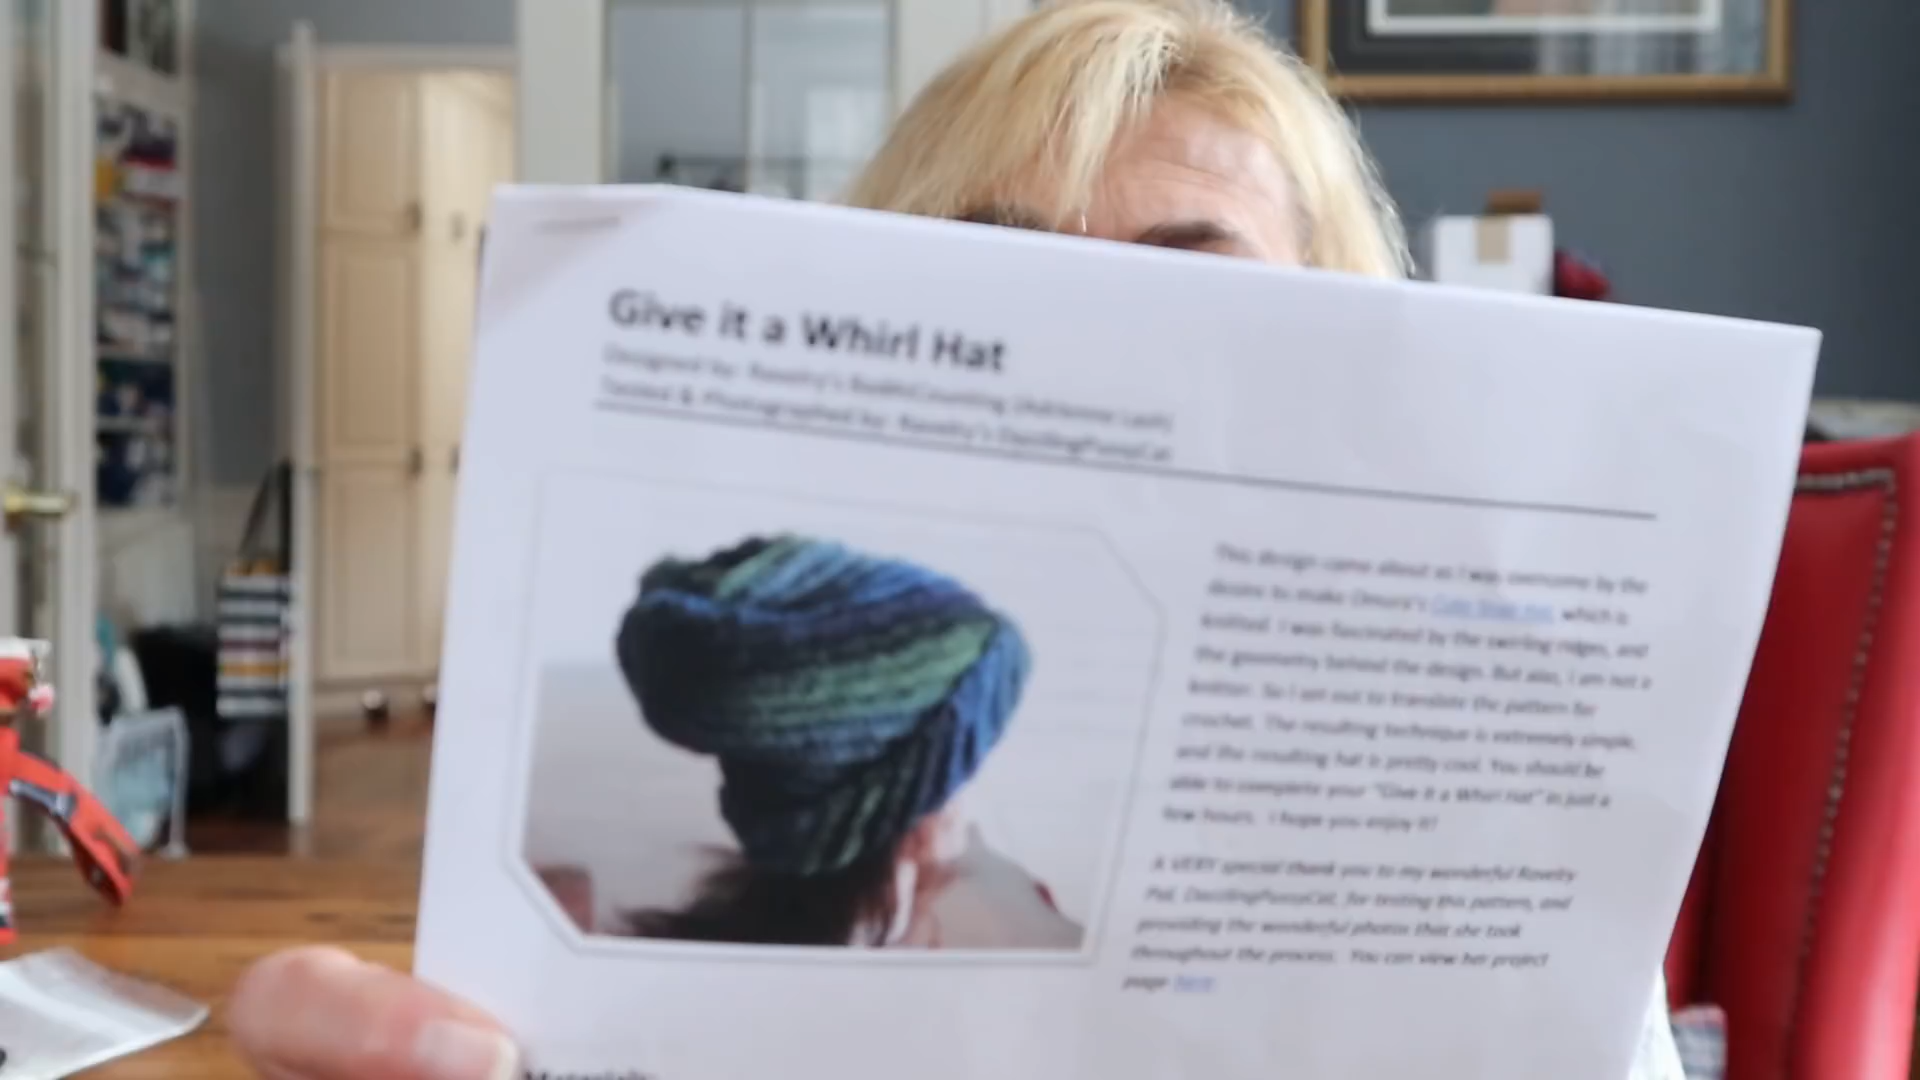 Give it a Whirl Hat
Designed by: Ravelry's (Adrienne Lash)
Tested & Photographed by: Ravelry's DazzlingPussyCat
This design came about as I was overcome by the
desire to make which is
knitted. I was fascinated by the swirling ridges, and
the geometry behind the design. But alas, I am not a
knitter. So I set out to translate the pattern for
crochet. The resulting technique is extremely simple,
and the resulting hat is pretty cool. You should be
able to complete your "Give it a Whirl Hat" in just a
few hours. I hope you enjoy it!
A VERY special thank you to my wonderful Ravelry
Pal, DazzlingPussyCat, for testing this pattern, and
providing the wonderful photos that she took
throughout the process. You can view her project
page here
Materials: